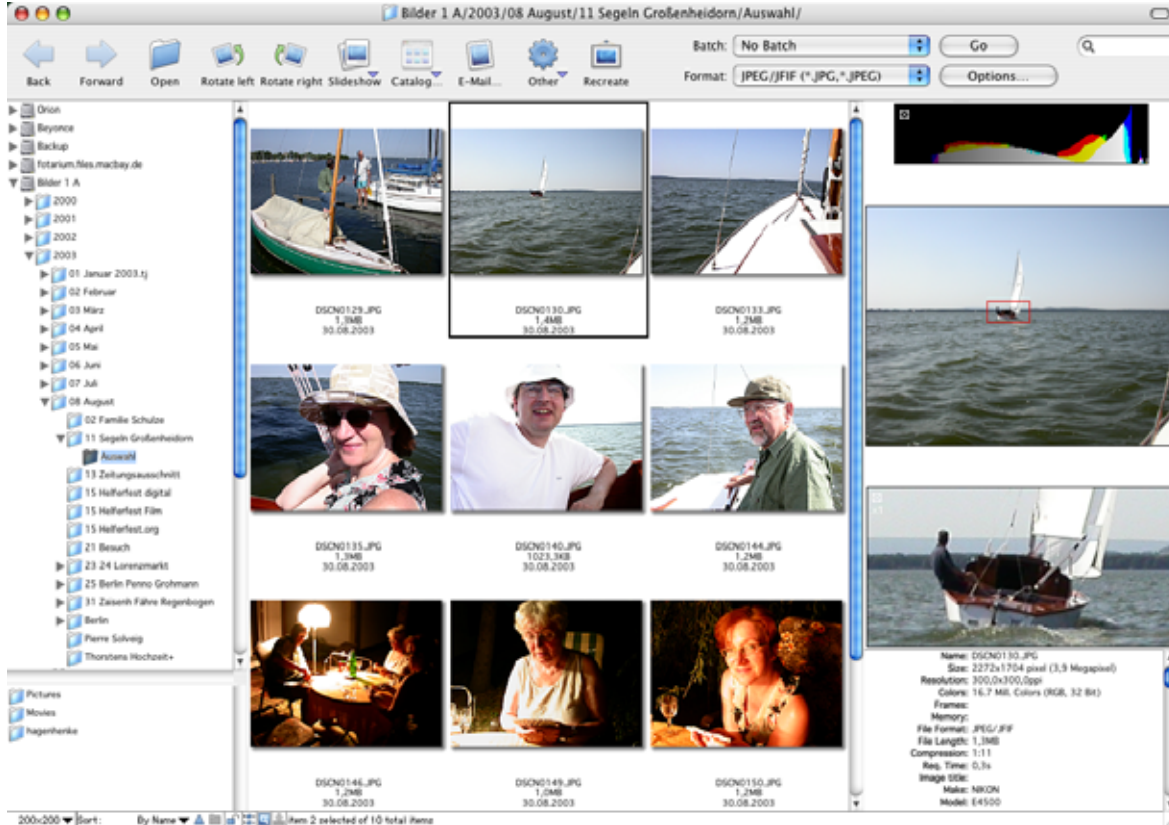 Bilder 1 A/2003/08 August/11 Segeln Großenheidorn/Auswahl/
Back
Forward
Open
Rotate left
Rotate right
Slideshow
Catalog...
E-Mail...
Other
Recreate
Batch: No Batch
Go
Format: JPEG/JFIF (*.JPG,*.JPEG)
Options...
Orion
Beyonce
Backup
fotarium.files.macbay.de
Bilder 1 A
2000
2001
2002
2003
01 Januar 2003.tj
02 Februar
03 März
04 April
05 Mai
06 Juni
07 Juli
08 August
02 Familie Schulze
11 Segeln Großenheidorn
Auswahl
13 Zeitungsausschnitt
15 Helferfest digital
15 Helferfest Film
15 Helferfest.org
21 Besuch
23-24 Lorenzmarkt
25 Berlin Penno Grohmann
31 Zaisenh Fähre Regenbogen
Berlin
Pierre Solveig
Thorstens Hochzeit+
Pictures
Movies
hagenhenke
DSCN0129.JPG
1,3MB
30.08.2003
DSCN0130.JPG
1,4MB
30.08.2003
DSCN0133.JPG
1,2MB
30.08.2003
DSCN0135.JPG
1,3MB
30.08.2003
DSCN0140.JPG
1023,3KB
30.08.2003
DSCN0144.JPG
1,2MB
30.08.2003
DSCN0146.JPG
1,2MB
30.08.2003
DSCN0149.JPG
1,0MB
30.08.2003
DSCN0150.JPG
1,2MB
30.08.2003
x1
Name: DSCN0130.JPG
Size: 2272x1704 pixel (3,9 Megapixel)
Resolution: 300,0x300,0ppi
Colors: 16.7 Mill. Colors (RGB, 32 Bit)
Frames:
Memory:
File Format: JPEG/JFIF
File Length: 1,3MB
Compression: 1:11
Req. Time: 0,3s
Image title:
Make: NIKON
Model: E4500
200x200 Sort: By Name item 2 selected of 10 total items